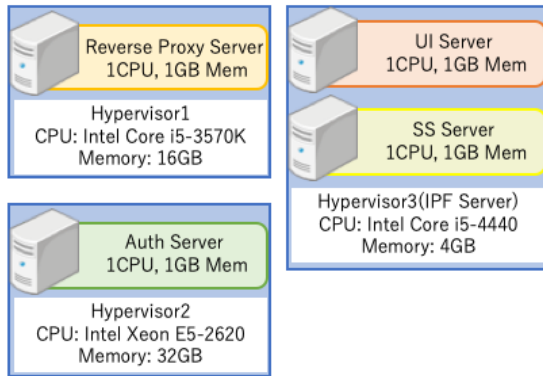 Reverse Proxy Server
1CPU, 1GB Mem
Hypervisor1
CPU: Intel Core i5-3570K
Memory: 16GB
Auth Server
1CPU, 1GB Mem
Hypervisor2
CPU: Intel Xeon E5-2620
Memory: 32GB
UI Server
1CPU, 1GB Mem
SS Server
1CPU, 1GB Mem
Hypervisor3(IPF Server)
CPU: Intel Core i5-4440
Memory: 4GB